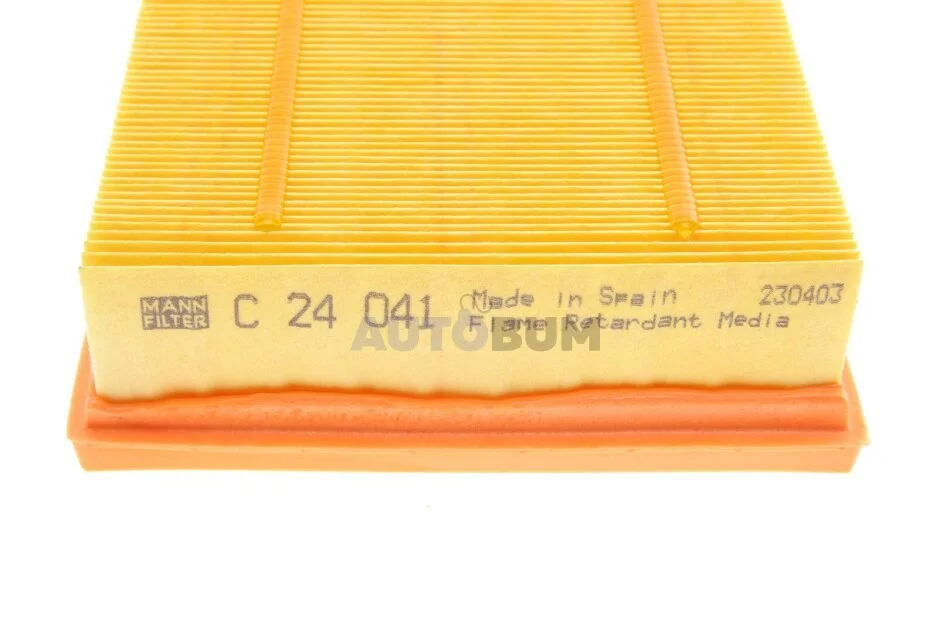 MANN
FILTER
C 24 041
Made in Spain
230403
Flame Retardant Media
AUTOBUM